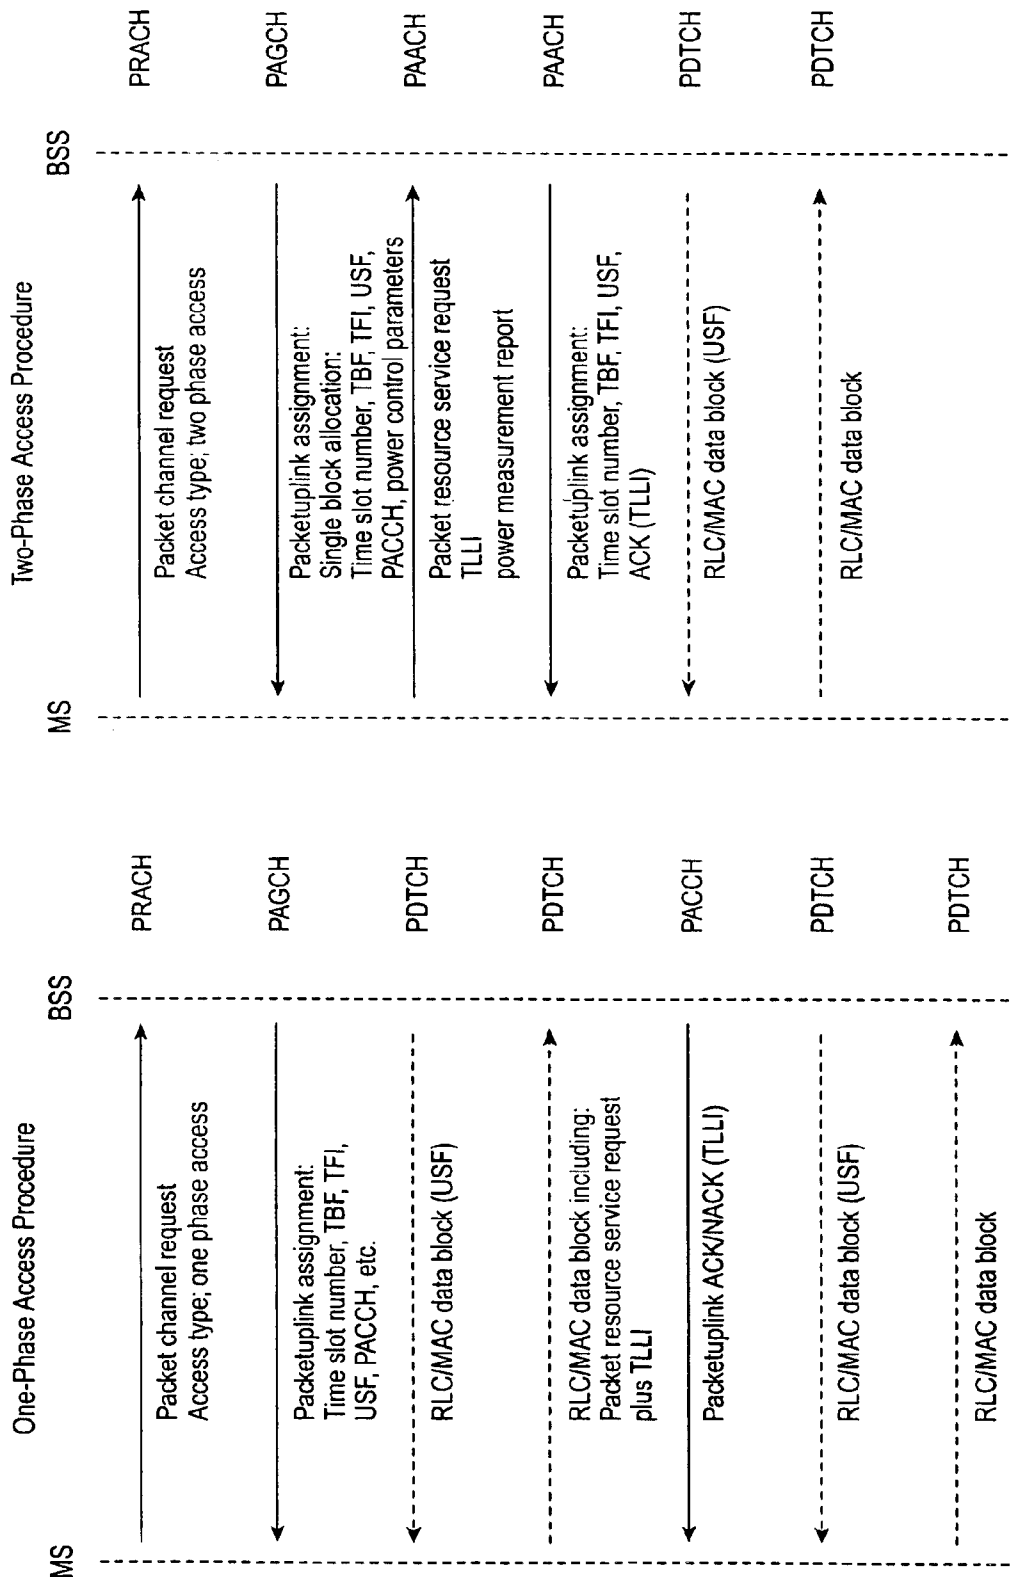 One-Phase Access Procedure
MS
BSS
Packet channel request
Access type; one phase access
PRACH
Packetuplink assignment:
Time slot number, TBF, TFI,
USF, PACCH, etc.
PAGCH
RLC/MAC data block (USF)
PDTCH
RLC/MAC data block including:
Packet resource service request
plus TLLI
PDTCH
Packetuplink ACK/NACK (TLLI)
PACCH
RLC/MAC data block (USF)
PDTCH
RLC/MAC data block
PDTCH
Two-Phase Access Procedure
MS
BSS
Packet channel request
Access type; two phase access
PRACH
Packetuplink assignment:
Single block allocation:
Time slot number, TBF, TFI, USF,
PACCH, power control parameters
PAGCH
Packet resource service request
TLLI
power measurement report
PAACH
Packetuplink assignment:
Time slot number, TBF, TFI, USF,
ACK (TLLI)
PAACH
RLC/MAC data block (USF)
PDTCH
RLC/MAC data block
PDTCH